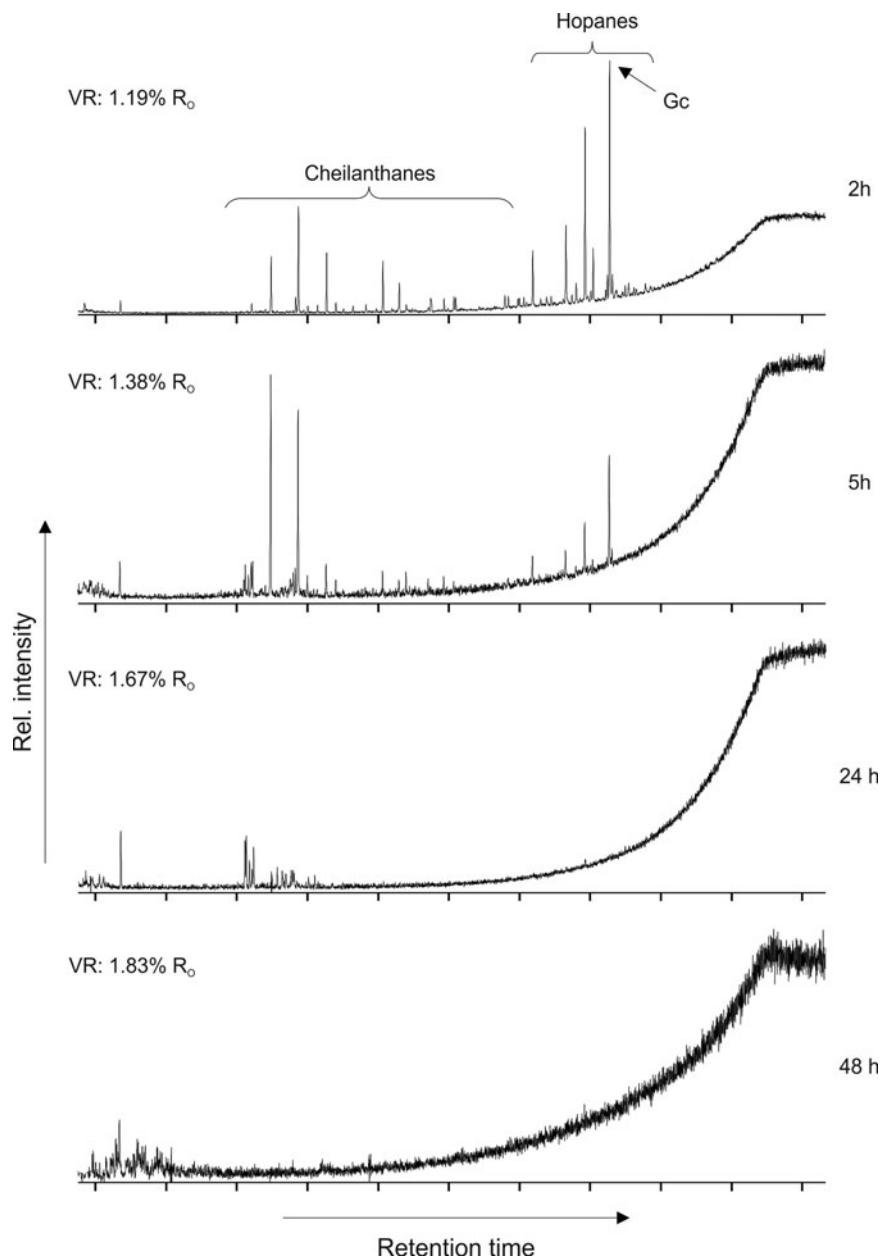 Hopanes
VR: 1.19% Ro
Gc
Cheilanthanes
2h
VR: 1.38% Ro
5h
VR: 1.67% Ro
Rel. intensity
24 h
VR: 1.83% Ro
48 h
Retention time